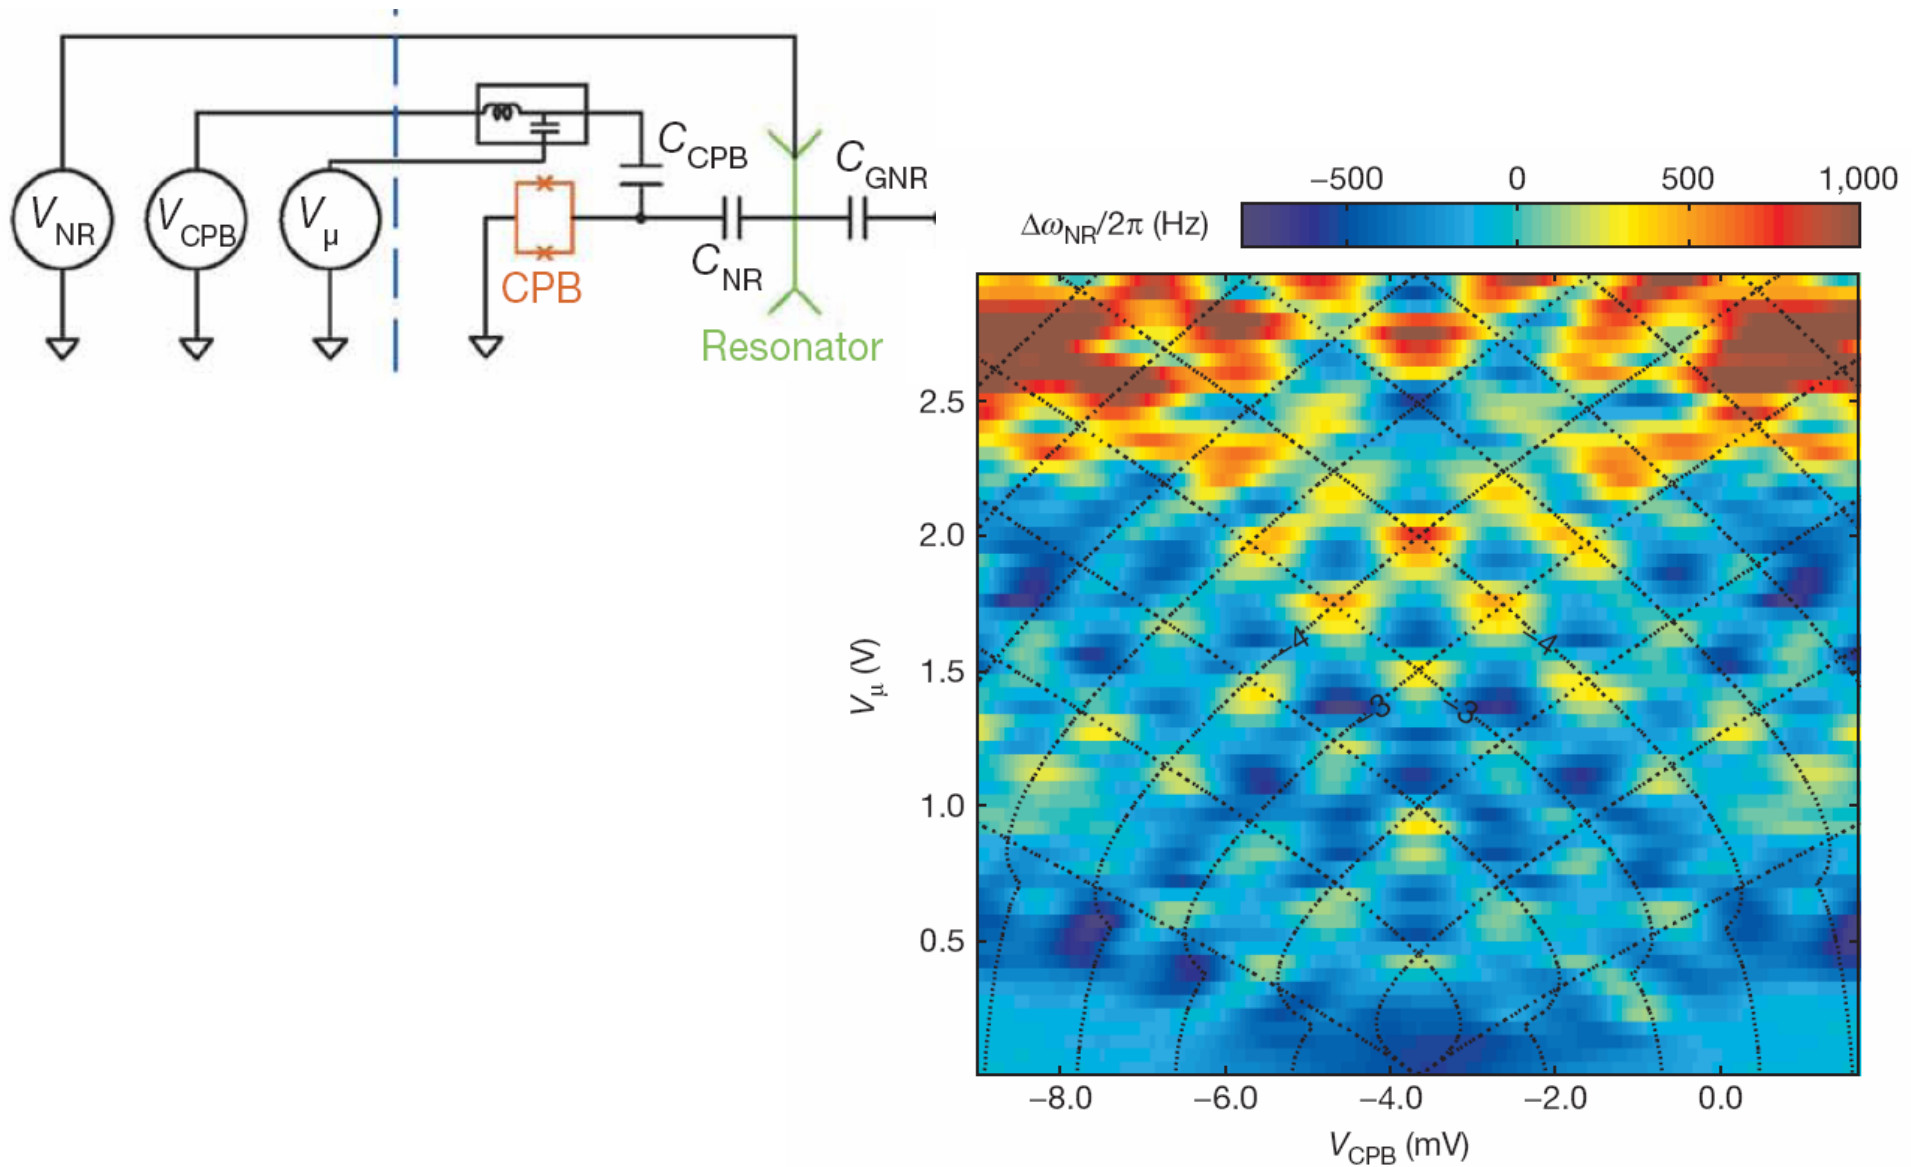 V_NR
V_CPB
V_μ
C_CPB
C_GNR
C_NR
CPB
Resonator
−500 0 500 1,000
Δω_NR/2π (Hz)
2.5
2.0
1.5
1.0
0.5
V_μ (V)
−4 −4
−3 −3
−8.0 −6.0 −4.0 −2.0 0.0
V_CPB (mV)